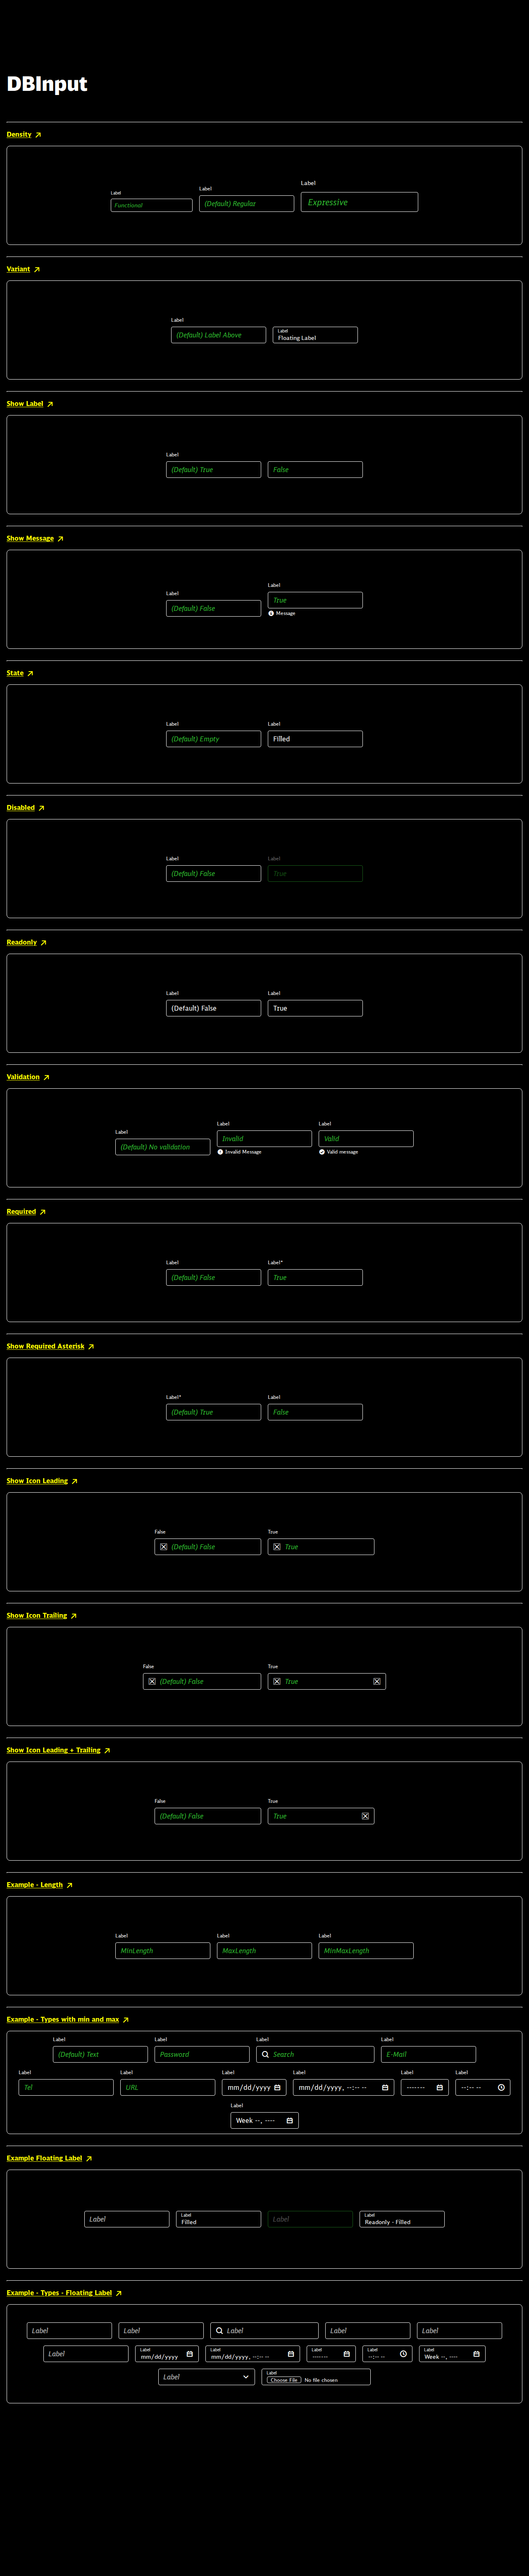 DBInput
Density
Label Label Label
Functional (Default) Regular Expressive
Variant
Label Label
(Default) Label Above Floating Label
Show Label
Label
(Default) True False
Show Message
Label Label
(Default) False True
Message
State
Label Label
(Default) Empty Filled
Disabled
Label Label
(Default) False True
Readonly
Label Label
(Default) False True
Validation
Label Label Label
(Default) No validation Invalid Valid
Invalid Message Valid message
Required
Label Label*
(Default) False True
Show Required Asterisk
Label* Label
(Default) True False
Show Icon Leading
False True
(Default) False True
Show Icon Trailing
False True
(Default) False True
Show Icon Leading + Trailing
False True
(Default) False True
Example - Length
Label Label Label
MinLength MaxLength MinMaxLength
Example - Types with min and max
Label Label Label Label
(Default) Text Password Search E-Mail
Label Label Label Label Label Label
Tel URL mm/dd/yyyy mm/dd/yyyy, --:-- -- ------- --:-- --
Label
Week --, ----
Example Floating Label
Label Label Filled Label Label Readonly - Filled
Example - Types - Floating Label
Label Label Label Label Label
Label Label mm/dd/yyyy Label mm/dd/yyyy, --:-- -- Label ------- Label --:-- -- Label Week --, ----
Label Label Choose File No file chosen